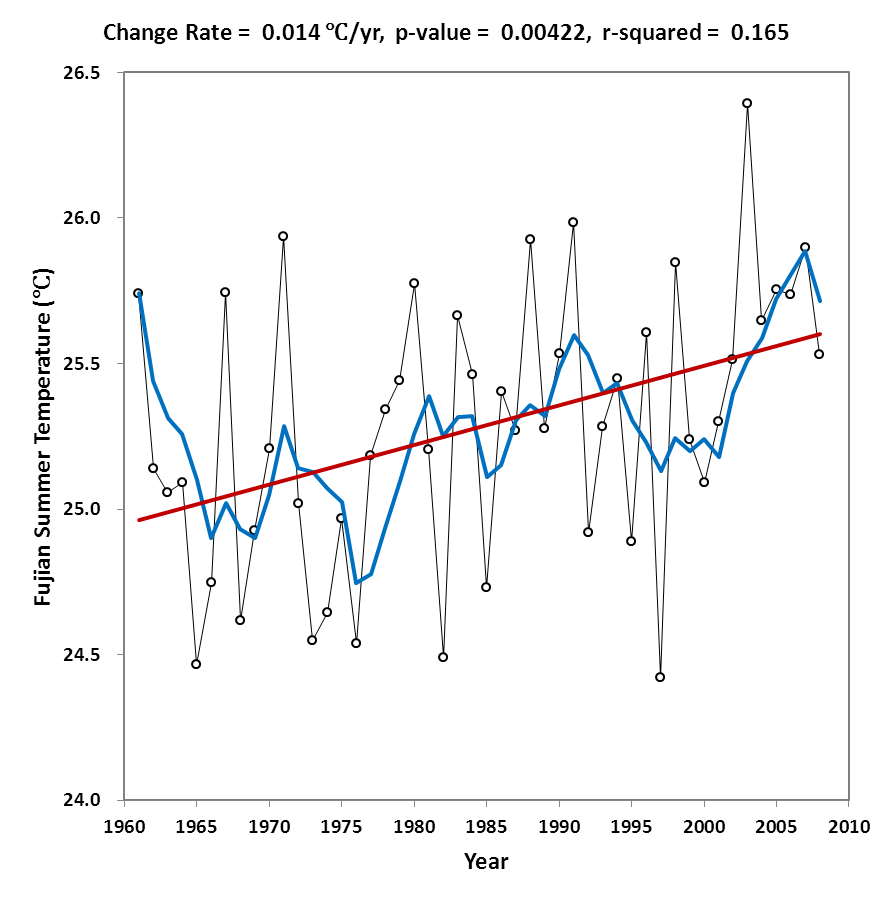 Change Rate = 0.014 ℃/yr, p-value = 0.00422, r-squared = 0.165
26.5
26.0
25.5
25.0
24.5
24.0
Fujian Summer Temperature (℃)
1960 1965 1970 1975 1980 1985 1990 1995 2000 2005 2010
Year